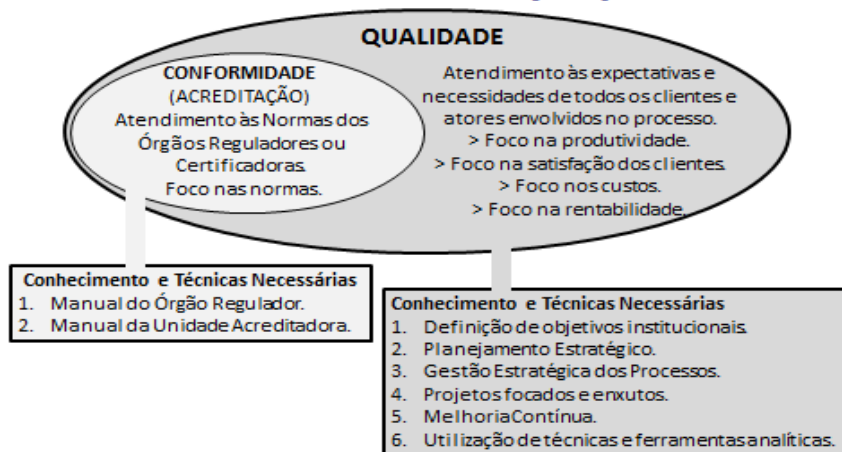 QUALIDADE
CONFORMIDADE
(ACREDITAÇÃO)
Atendimento às Normas dos
Órgãos Reguladores ou
Certificadoras.
Foco nas normas.
Atendimento às expectativas e
necessidades de todos os clientes e
atores envolvidos no processo.
> Foco na produtividade.
> Foco na satisfação dos clientes.
> Foco nos custos.
> Foco na rentabilidade.
Conhecimento e Técnicas Necessárias
1. Manual do Órgão Regulador.
2. Manual da Unidade Acreditadora.
Conhecimento e Técnicas Necessárias
1. Definição de objetivos institucionais.
2. Planejamento Estratégico.
3. Gestão Estratégica dos Processos.
4. Projetos focados e enxutos.
5. Melhoria Contínua.
6. Utilização de técnicas e ferramentas analíticas.